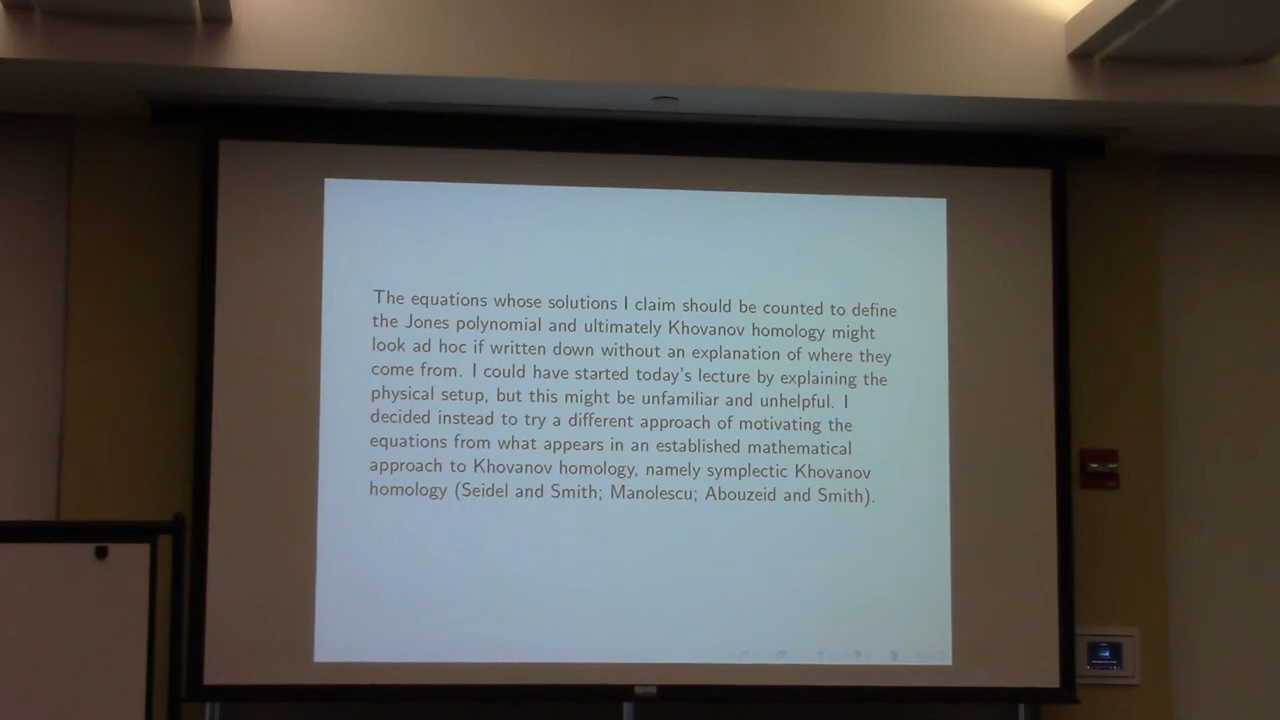 The equations whose solutions I claim should be counted to define
the Jones polynomial and ultimately Khovanov homology might
look ad hoc if written down without an explanation of where they
come from. I could have started today's lecture by explaining the
physical setup, but this might be unfamiliar and unhelpful. I
decided instead to try a different approach of motivating the
equations from what appears in an established mathematical
approach to Khovanov homology, namely symplectic Khovanov
homology (Seidel and Smith; Manolescu; Abouzeid and Smith).